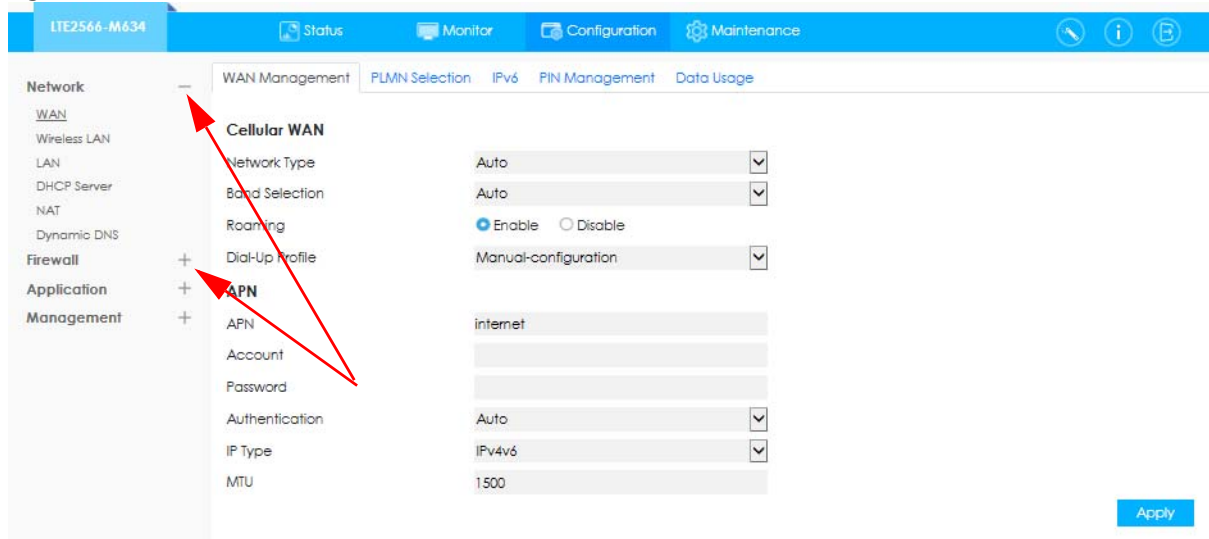 LTE2566-M634 Status Monitor Configuration Maintenance
WAN Management PLMN Selection IPv6 PIN Management Data Usage
Network
WAN
Wireless LAN
LAN
DHCP Server
NAT
Dynamic DNS
Firewall
Application
Management
Cellular WAN
Network Type Auto
Band Selection Auto
Roaming Enable Disable
Dial-Up Profile Manual-configuration
APN
APN internet
Account
Password
Authentication Auto
IP Type IPv4v6
MTU 1500
Apply